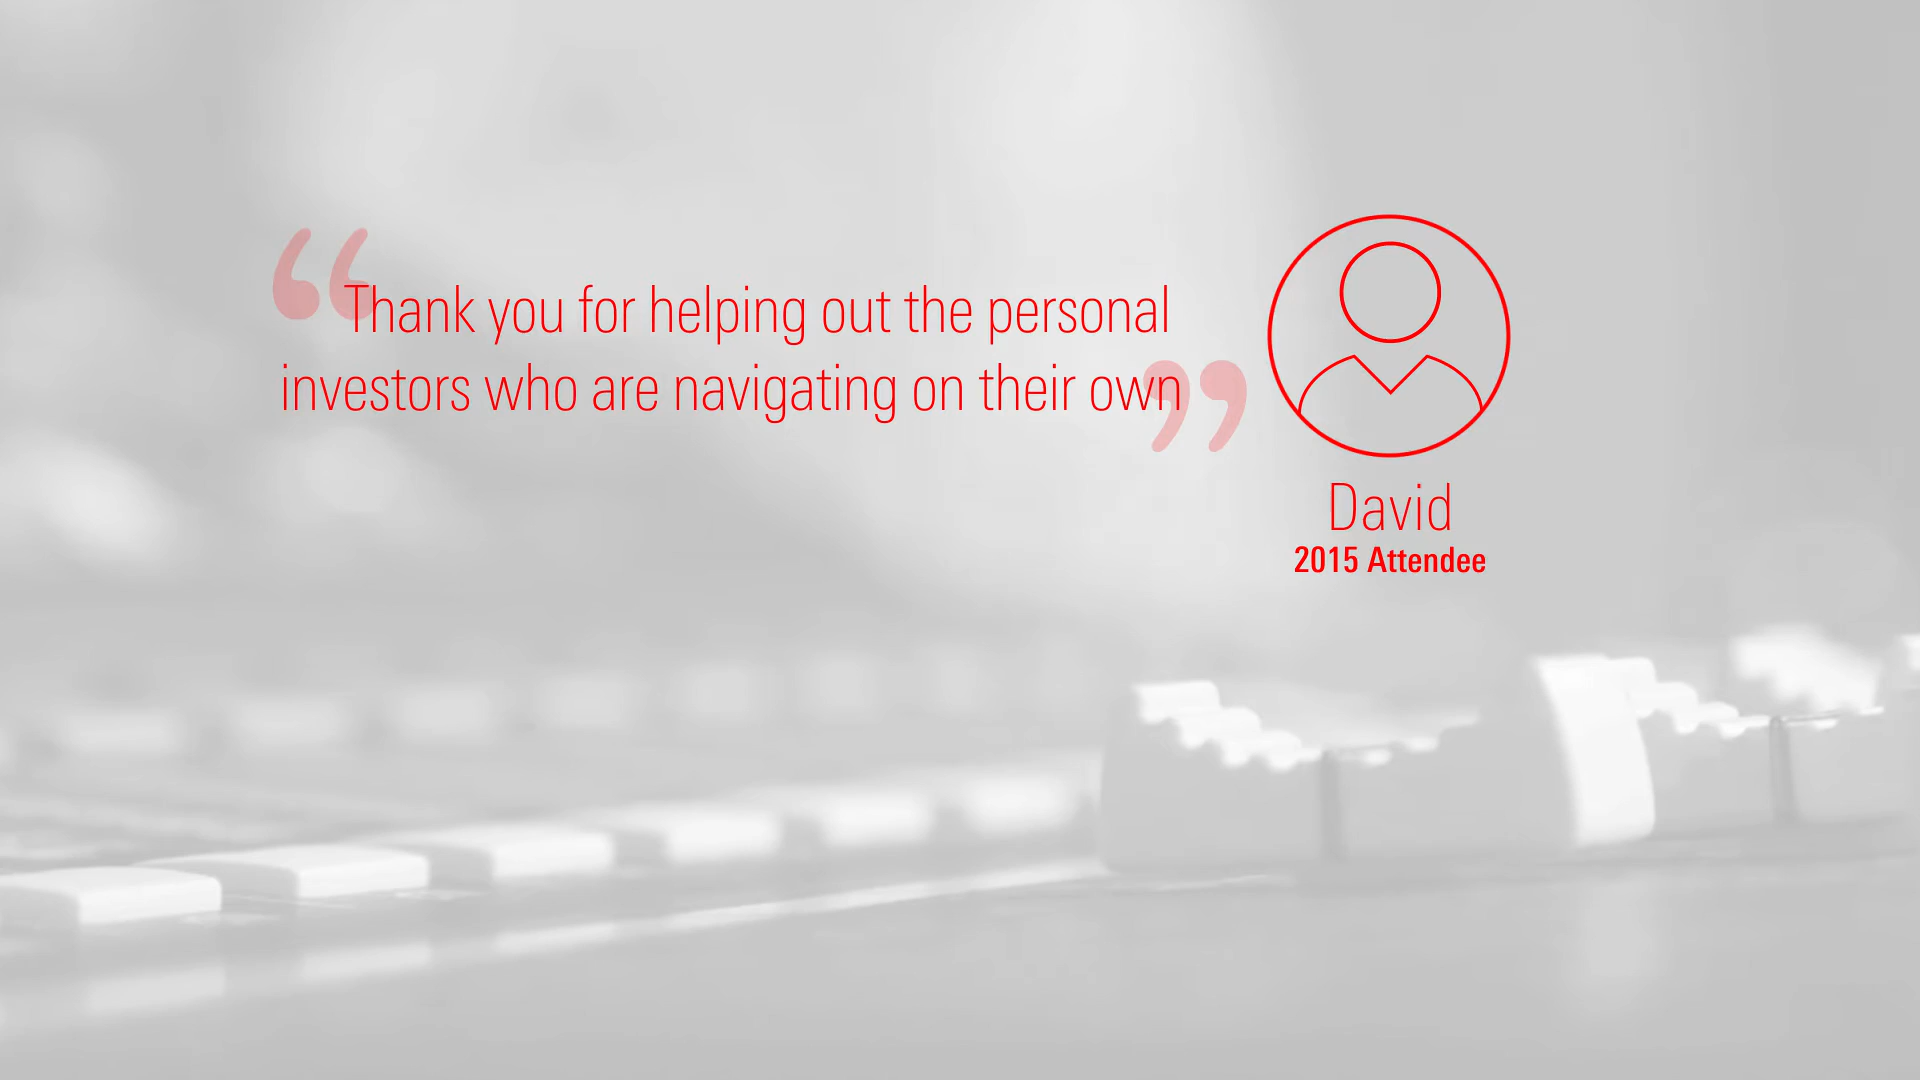 “Thank you for helping out the personal
investors who are navigating on their own”
David
2015 Attendee